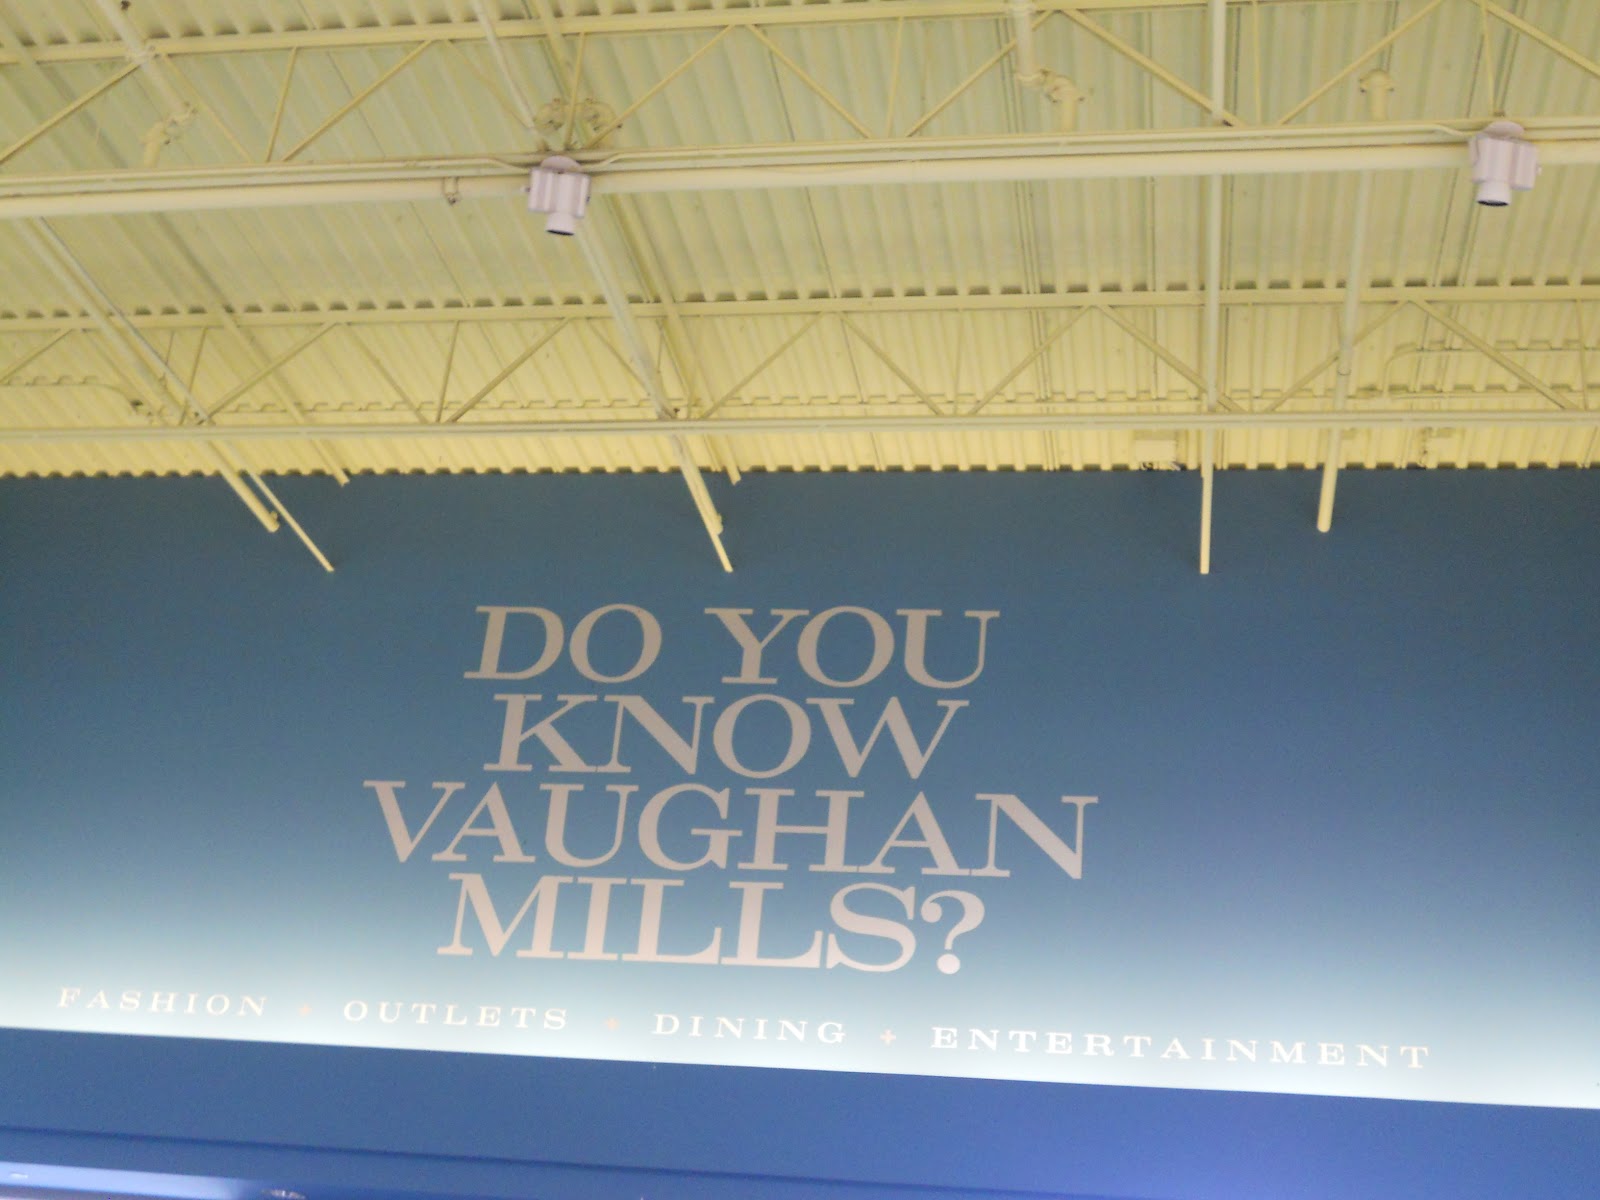 DO YOU
KNOW
VAUGHAN
MILLS?
FASHION + OUTLETS + DINING + ENTERTAINMENT